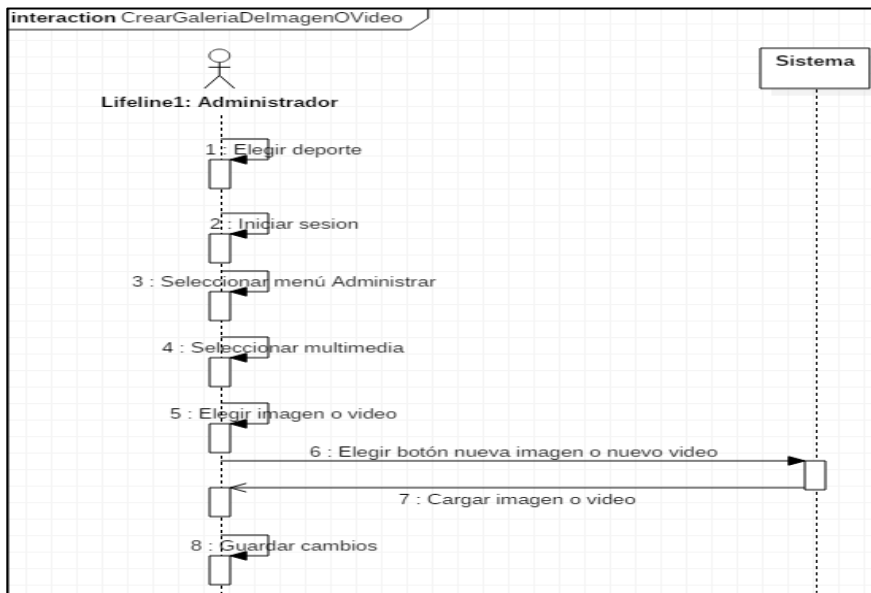 interaction CrearGaleriaDeImagenOVideo
Sistema
Lifeline1: Administrador
1 : Elegir deporte
2 : Iniciar sesion
3 : Seleccionar menú Administrar
4 : Seleccionar multimedia
5 : Elegir imagen o video
6 : Elegir botón nueva imagen o nuevo video
7 : Cargar imagen o video
8 : Guardar cambios